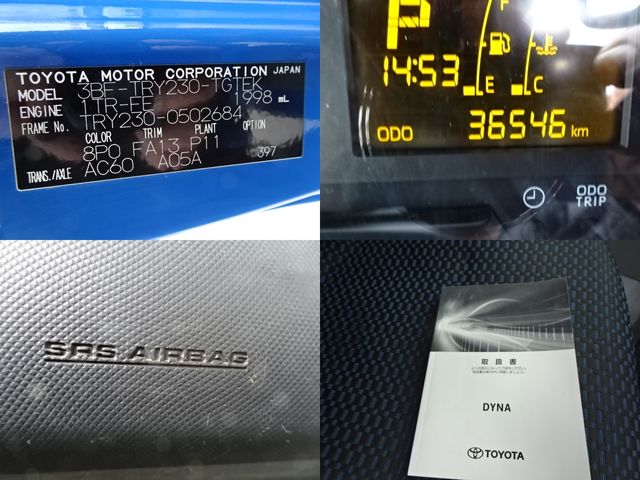 TOYOTA MOTOR CORPORATION JAPAN
MODEL 3BF-TRY230-TGTEK
ENGINE 1TR-FE 1998 mL
FRAME No. TRY230-0502684
COLOR TRIM PLANT OPTION
8P0 FA13 P11
TRANS./AXLE AC60 A05A 397
P
F
14:53 E C
ODO 36546 km
ODO
TRIP
SRS AIRBAG
取扱書
DYNA
TOYOTA